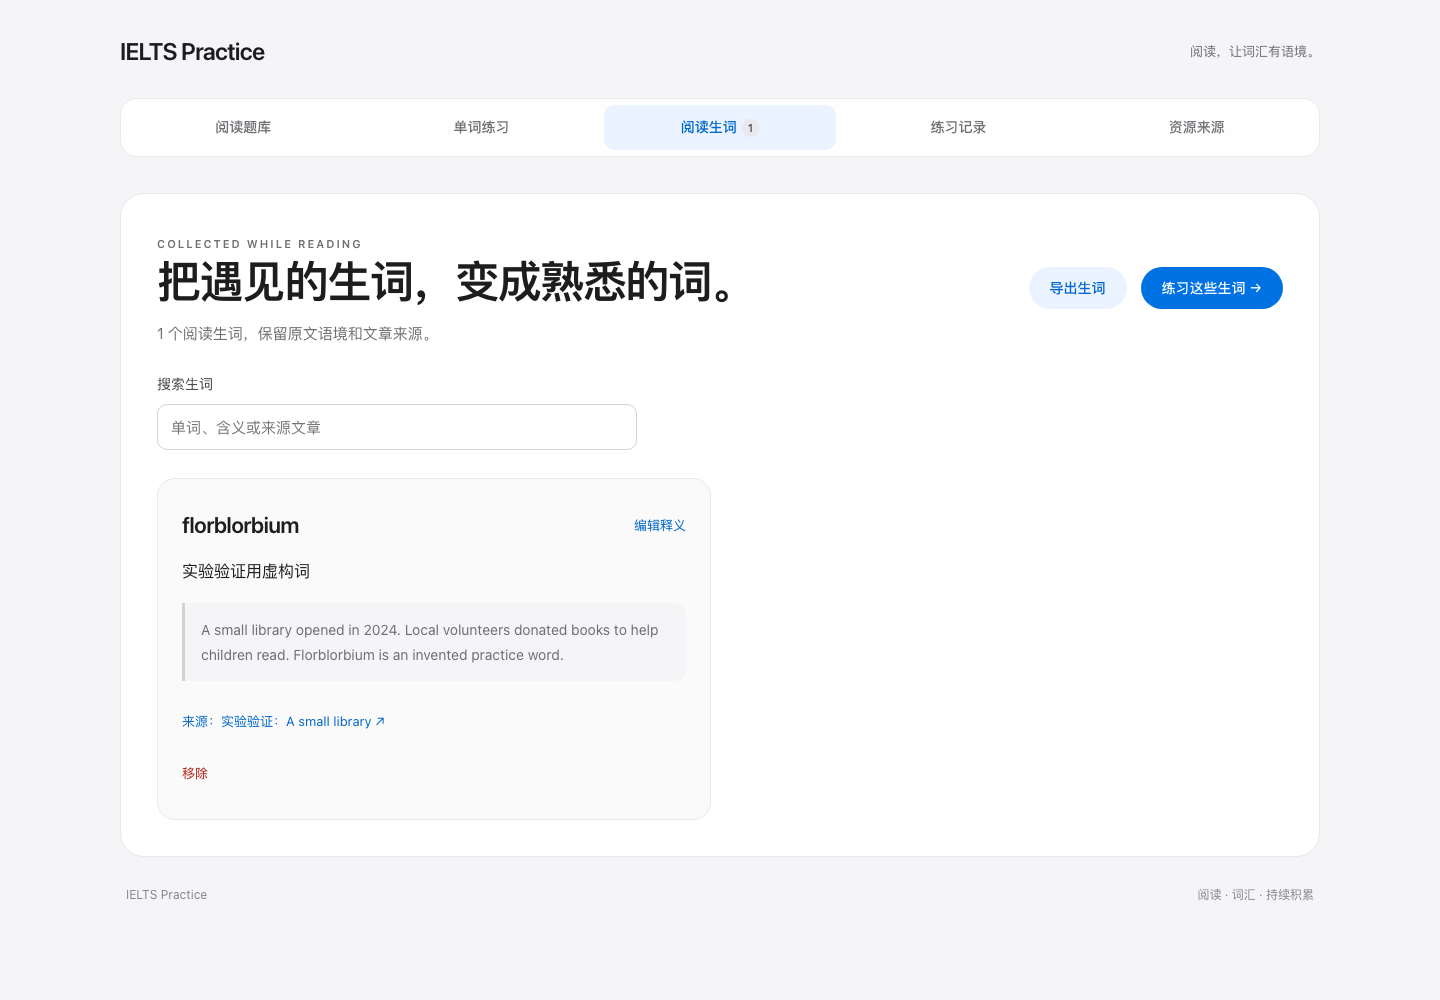 IELTS Practice
阅读，让词汇有语境。
阅读题库
单词练习
阅读生词 1
练习记录
资源来源
COLLECTED WHILE READING
把遇见的生词，变成熟悉的词。
导出生词
练习这些生词 →
1 个阅读生词，保留原文语境和文章来源。
搜索生词
单词、含义或来源文章
florblorbium
编辑释义
实验验证用虚构词
A small library opened in 2024. Local volunteers donated books to help
children read. Florblorbium is an invented practice word.
来源：实验验证：A small library ↗
移除
IELTS Practice
阅读 · 词汇 · 持续积累